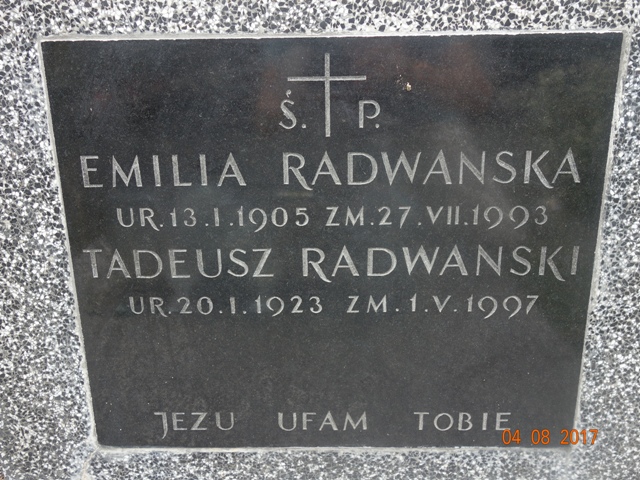 Ś. P.
EMILIA RADWANSKA
UR. 13. I. 1905 ZM. 27. VII. 1993
TADEUSZ RADWANSKI
UR. 20. I. 1923 ZM. 1. V. 1997
JEZU UFAM TOBIE
04 08 2017